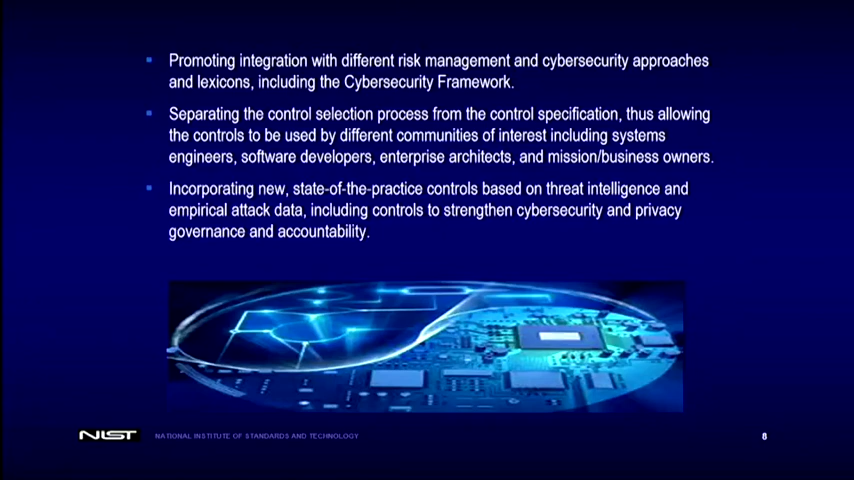 Promoting integration with different risk management and cybersecurity approaches
and lexicons, including the Cybersecurity Framework.
Separating the control selection process from the control specification, thus allowing
the controls to be used by different communities of interest including systems
engineers, software developers, enterprise architects, and mission/business owners.
Incorporating new, state-of-the-practice controls based on threat intelligence and
empirical attack data, including controls to strengthen cybersecurity and privacy
governance and accountability.
NIST NATIONAL INSTITUTE OF STANDARDS AND TECHNOLOGY 8